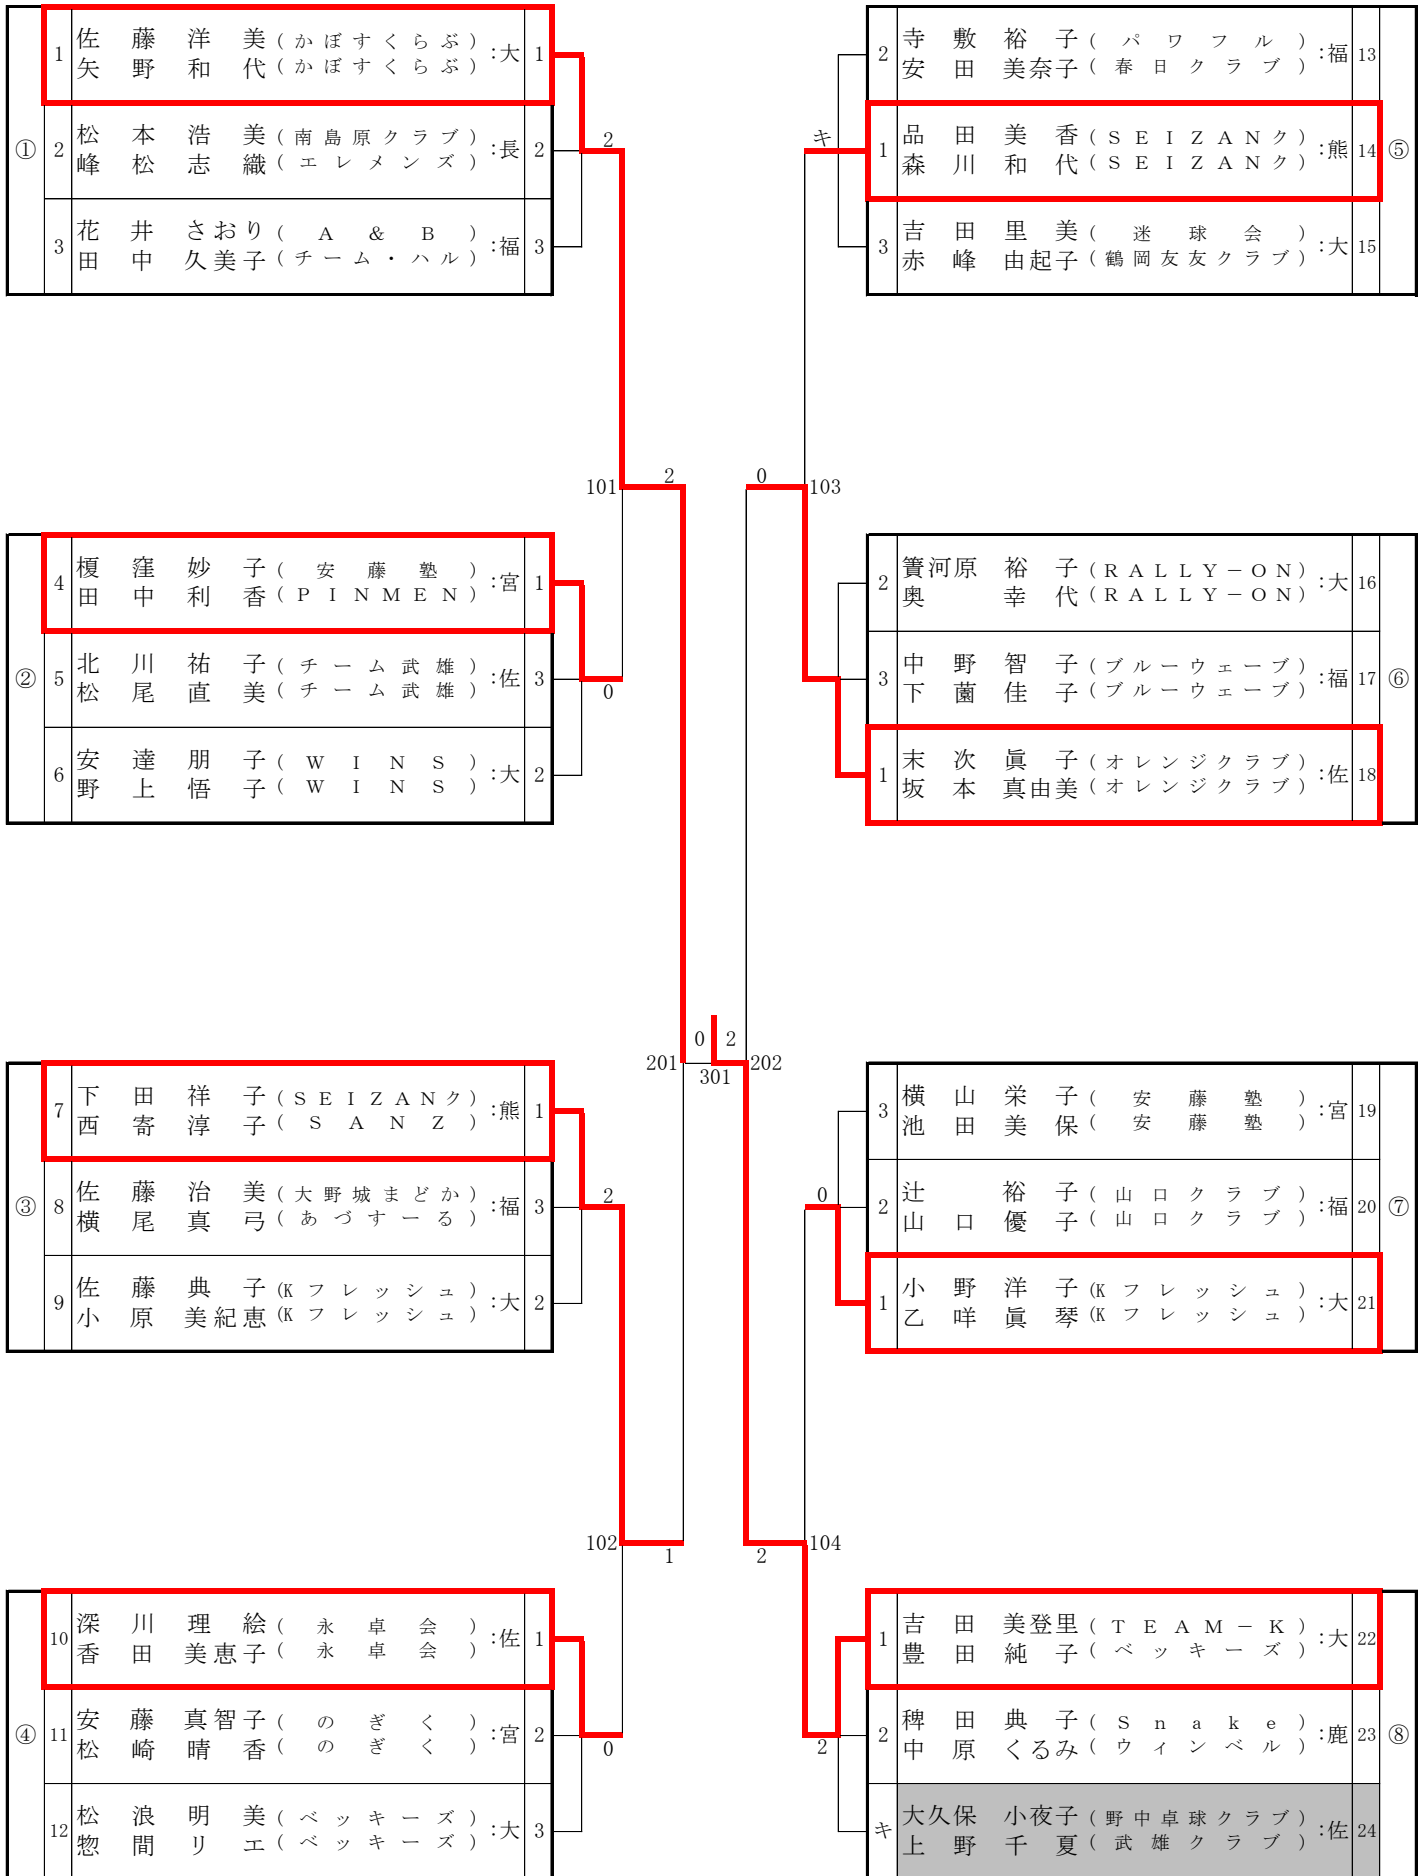 ①
1 佐藤洋美(かぼすくらぶ):大 1
矢野和代(かぼすくらぶ)
2 松本浩美(南島原クラブ):長 2
峰松志織(エレメンズ)
3 花井さおり(A&B):福 3
田中久美子(チーム・ハル)
2
101
2
②
4 榎窪妙子(安藤塾):宮 1
田中利香(PINMEN)
5 北川祐子(チーム武雄):佐 3
松尾直美(チーム武雄)
6 安達朋子(WINS):大 2
野上悟子(WINS)
0
③
7 下田祥子(SEIZANク):熊 1
西寄淳子(SANZ)
8 佐藤治美(大野城まどか):福 3
横尾真弓(あづすーる)
9 佐藤典子(Kフレッシュ):大 2
小原美紀恵(Kフレッシュ)
2
102
1
④
10 深川理絵(永卓会):佐 1
香田美恵子(永卓会)
11 安藤真智子(のぎく):宮 2
松崎晴香(のぎく)
12 松浪明美(ベッキーズ):大 3
惣間リエ(ベッキーズ)
0
0 2
201 301 202
2 寺敷裕子(パワフル):福 13
安田美奈子(春日クラブ)
1 品田美香(SEIZANク):熊 14
森川和代(SEIZANク)
3 吉田里美(迷球会):大 15
赤峰由起子(鶴岡友友クラブ)
⑤
キ
0
103
2 簀河原裕子(RALLY−ON):大 16
奥幸代(RALLY−ON)
3 中野智子(ブルーウェーブ):福 17
下薗佳子(ブルーウェーブ)
1 末次眞子(オレンジクラブ):佐 18
坂本真由美(オレンジクラブ)
⑥
3 横山栄子(安藤塾):宮 19
池田美保(安藤塾)
2 辻裕子(山口クラブ):福 20
山口優子(山口クラブ)
1 小野洋子(Kフレッシュ):大 21
乙咩眞琴(Kフレッシュ)
⑦
0
104
2
1 吉田美登里(TEAM−K):大 22
豊田純子(ベッキーズ)
2 稗田典子(Snake):鹿 23
中原くるみ(ウィンベル)
キ 大久保小夜子(野中卓球クラブ):佐 24
上野千夏(武雄クラブ)
⑧
2